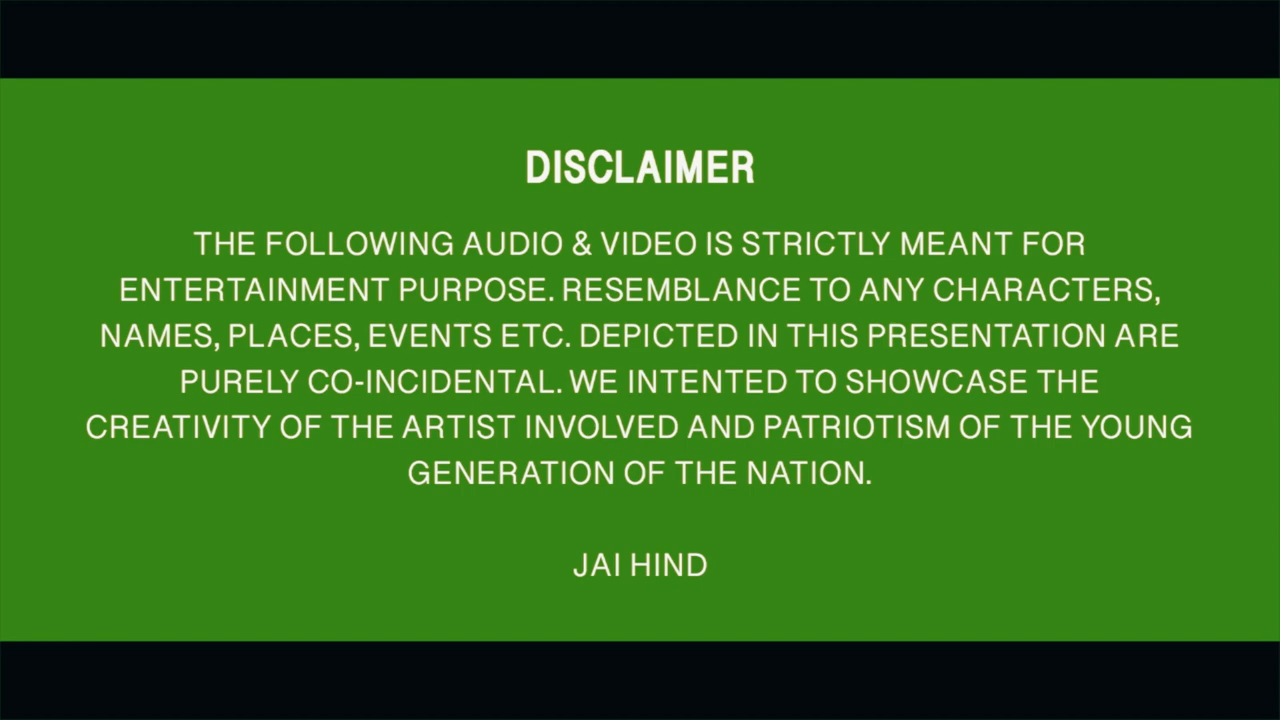 DISCLAIMER
THE FOLLOWING AUDIO & VIDEO IS STRICTLY MEANT FOR
ENTERTAINMENT PURPOSE. RESEMBLANCE TO ANY CHARACTERS,
NAMES, PLACES, EVENTS ETC. DEPICTED IN THIS PRESENTATION ARE
PURELY CO-INCIDENTAL. WE INTENTED TO SHOWCASE THE
CREATIVITY OF THE ARTIST INVOLVED AND PATRIOTISM OF THE YOUNG
GENERATION OF THE NATION.
JAI HIND